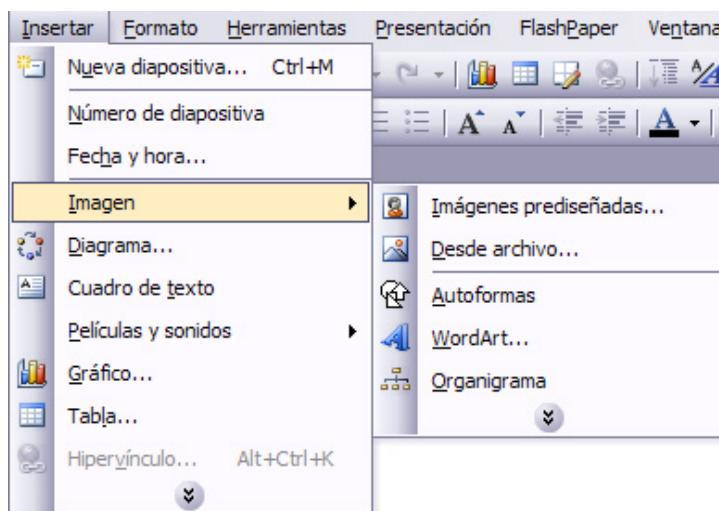 Insertar Formato Herramientas Presentación FlashPaper Ventana
Nueva diapositiva... Ctrl+M
Número de diapositiva
Fecha y hora...
Imagen
Diagrama...
Cuadro de texto
Películas y sonidos
Gráfico...
Tabla...
Hipervínculo... Alt+Ctrl+K
Imágenes prediseñadas...
Desde archivo...
Autoformas
WordArt...
Organigrama